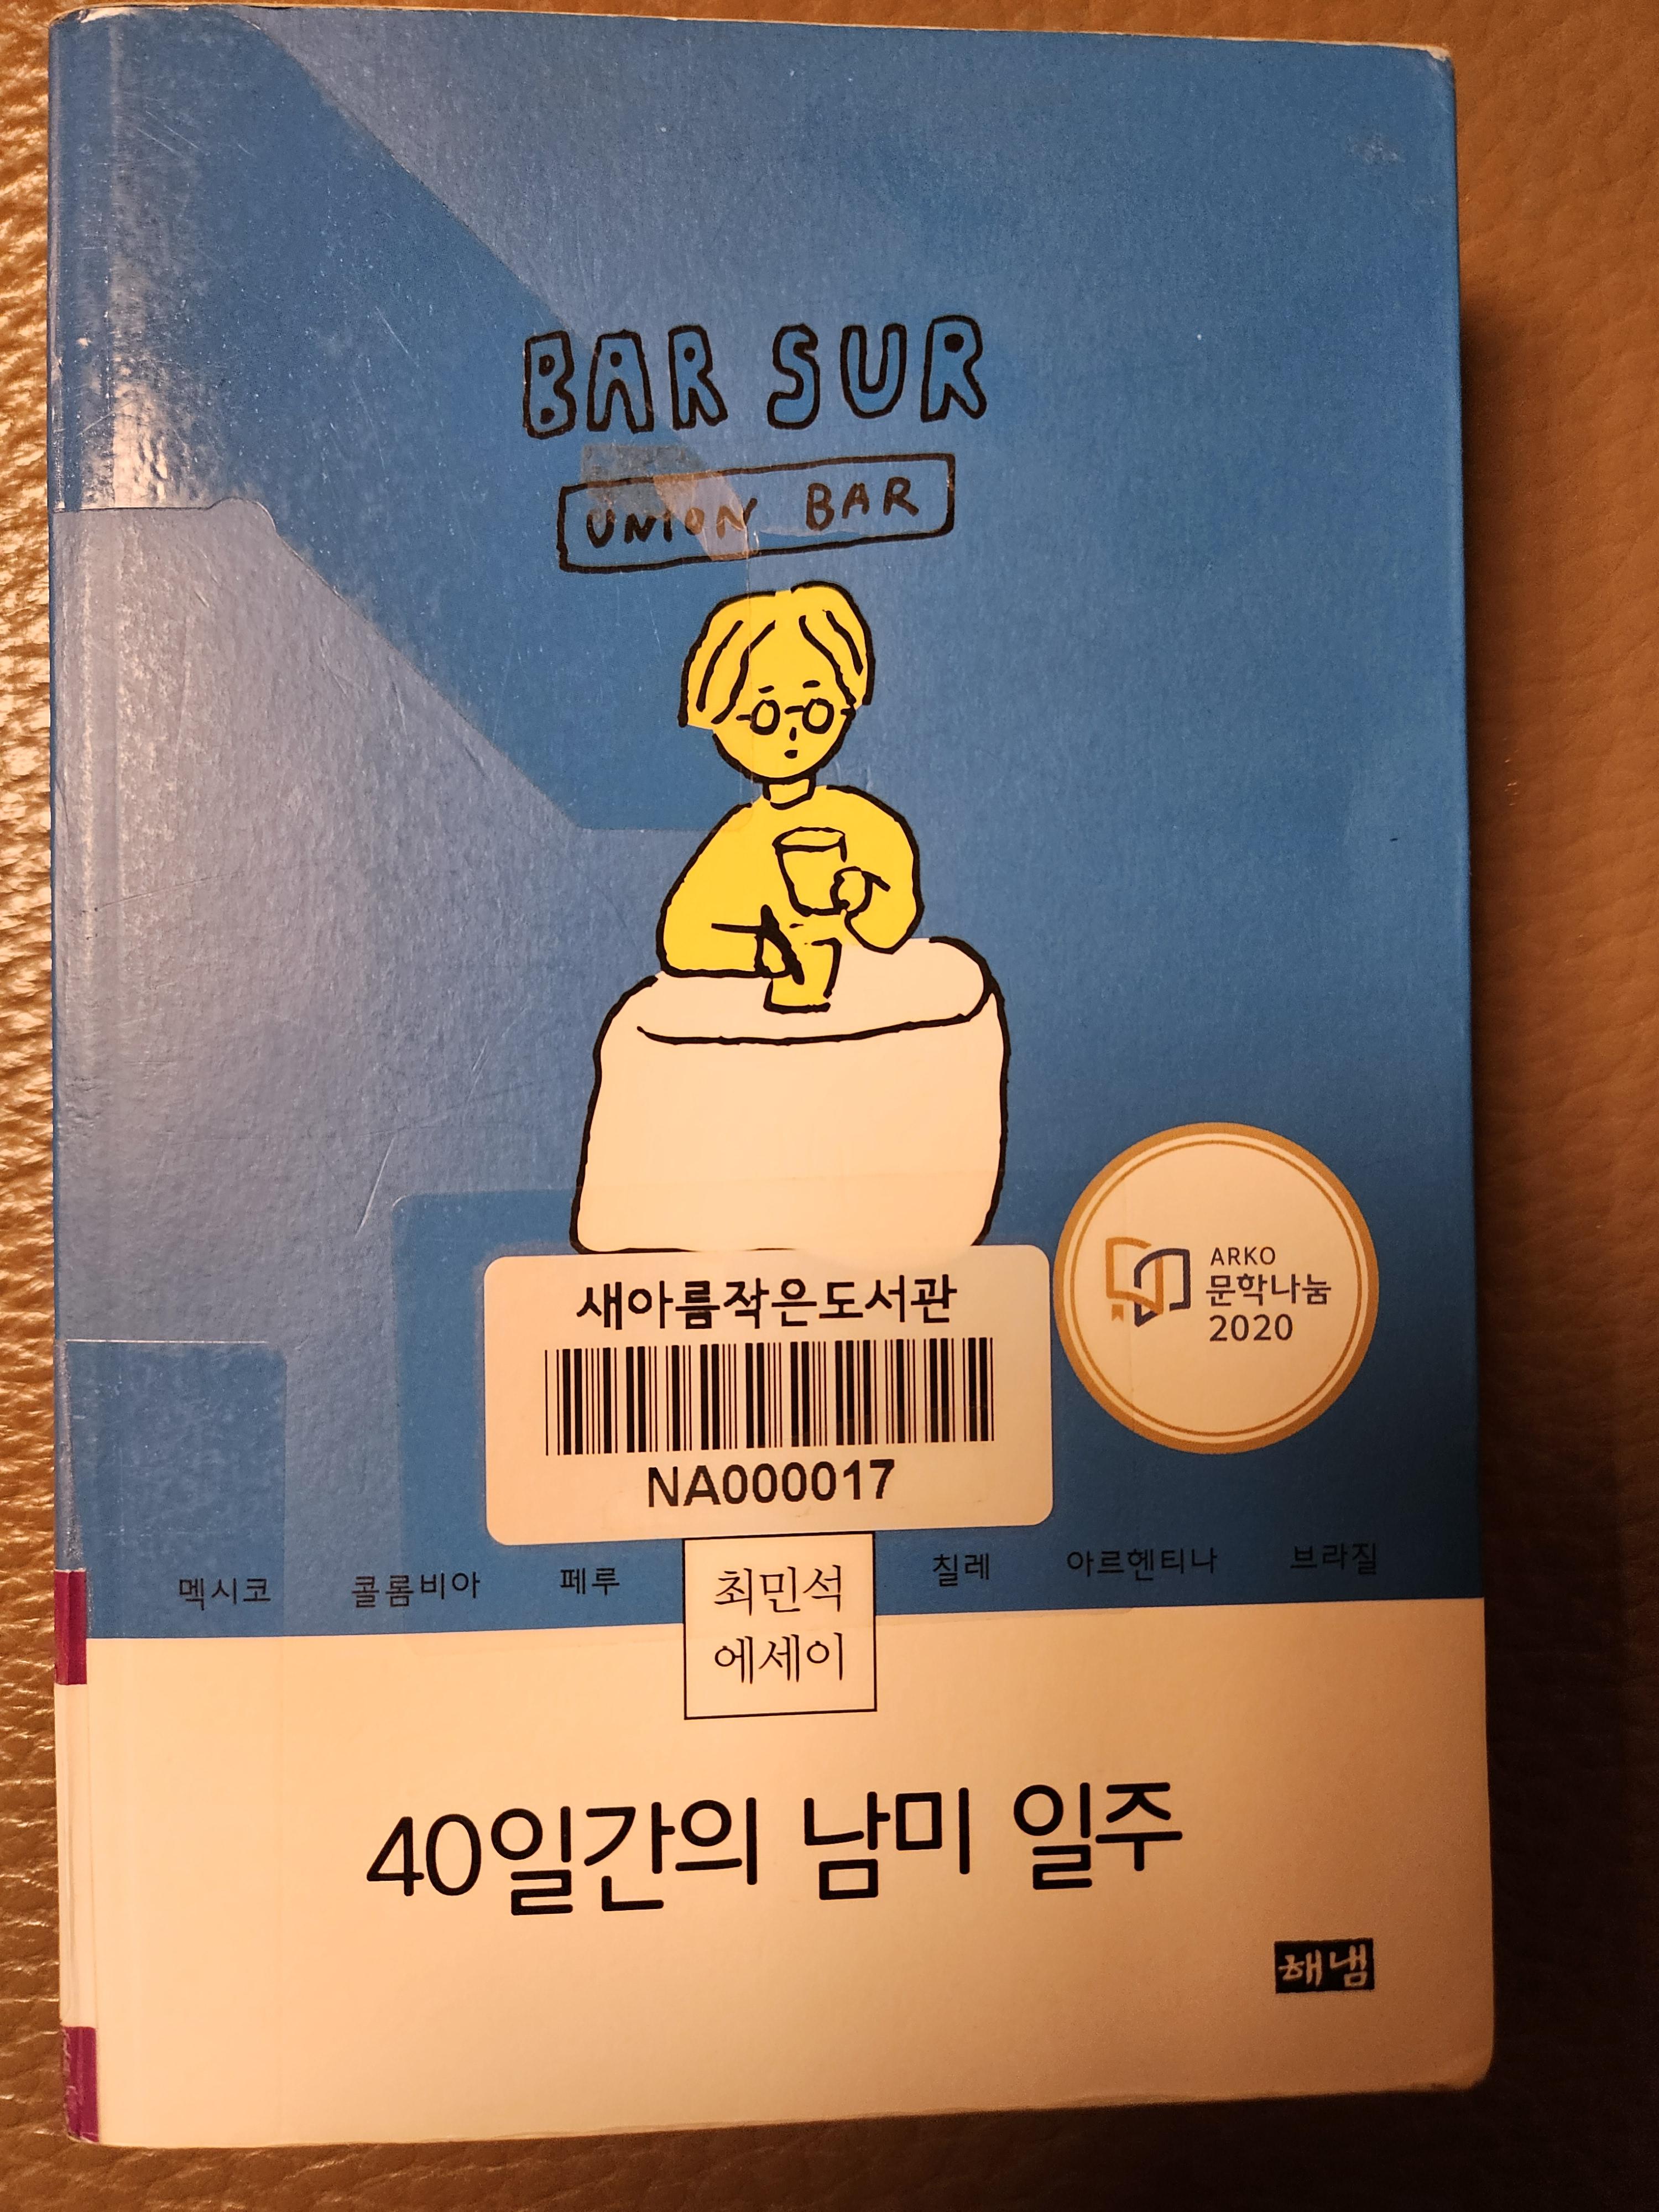 BAR SUR
UNION BAR
ARKO
문학나눔
2020
새아름작은도서관
NA000017
멕시코 콜롬비아 페루 칠레 아르헨티나 브라질
최민석
에세이
40일간의 남미 일주
해냄